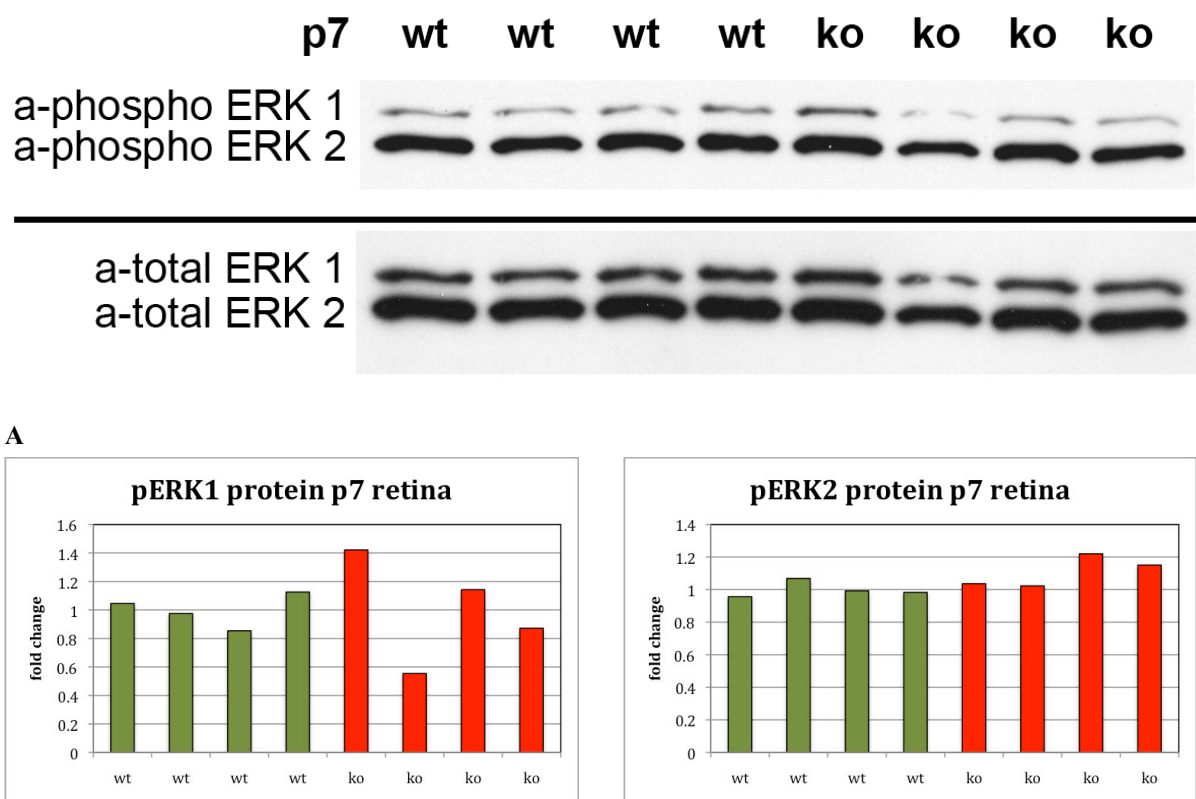 p7 wt wt wt wt ko ko ko ko
a-phospho ERK 1
a-phospho ERK 2
a-total ERK 1
a-total ERK 2
A
pERK1 protein p7 retina
fold change
1.6
1.4
1.2
1
0.8
0.6
0.4
0.2
0
wt wt wt wt ko ko ko ko
pERK2 protein p7 retina
fold change
1.4
1.2
1
0.8
0.6
0.4
0.2
0
wt wt wt wt ko ko ko ko